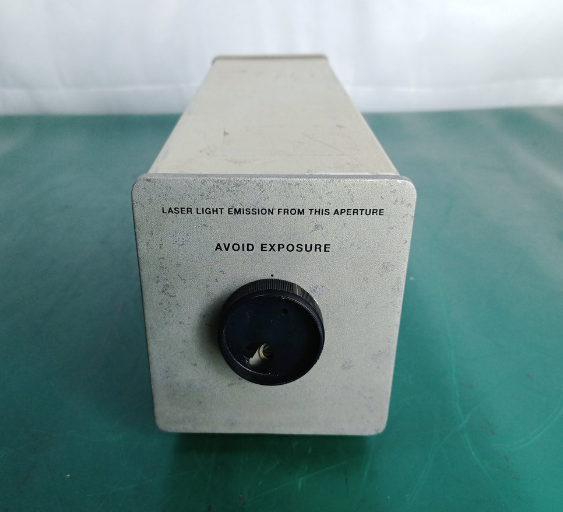 LASER LIGHT EMISSION FROM THIS APERTURE
AVOID EXPOSURE